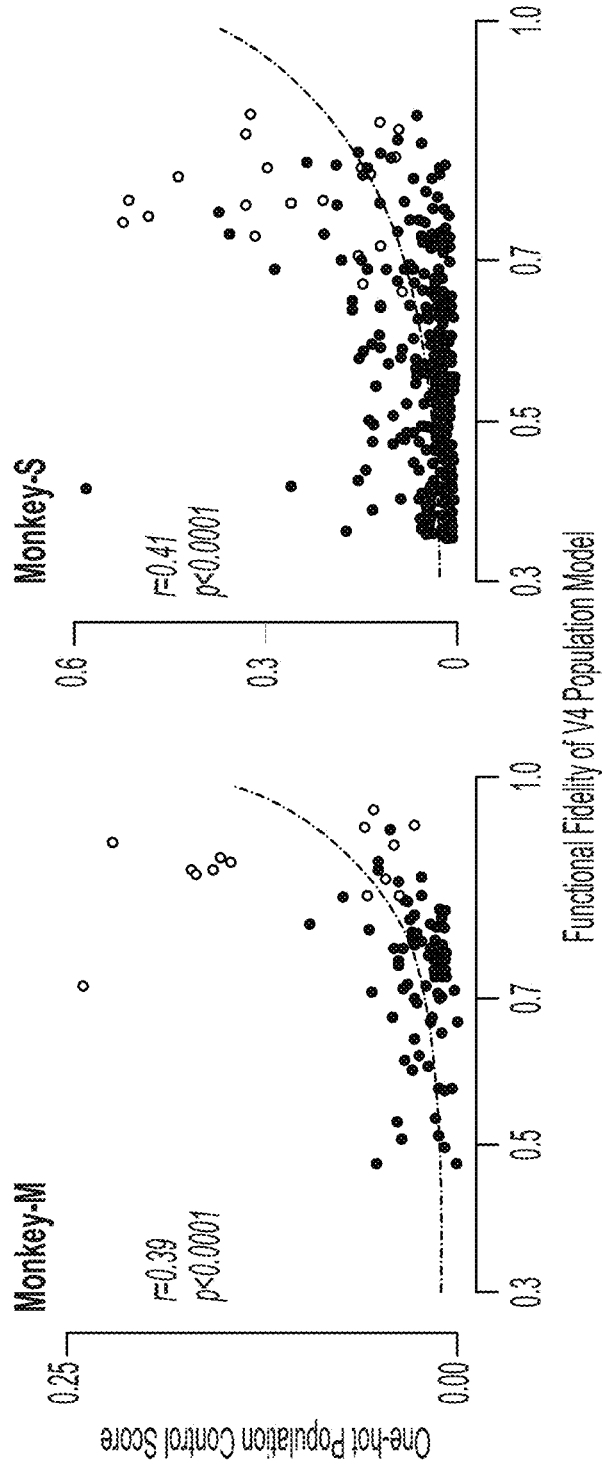 Monkey-M
Monkey-S
One-hot Population Control Score
0.25
0.00
r=0.39
p<0.0001
0.3
0.5
0.7
1.0
0.6
0.3
0
r=0.41
p<0.0001
0.3
0.5
0.7
1.0
Functional Fidelity of V4 Population Model